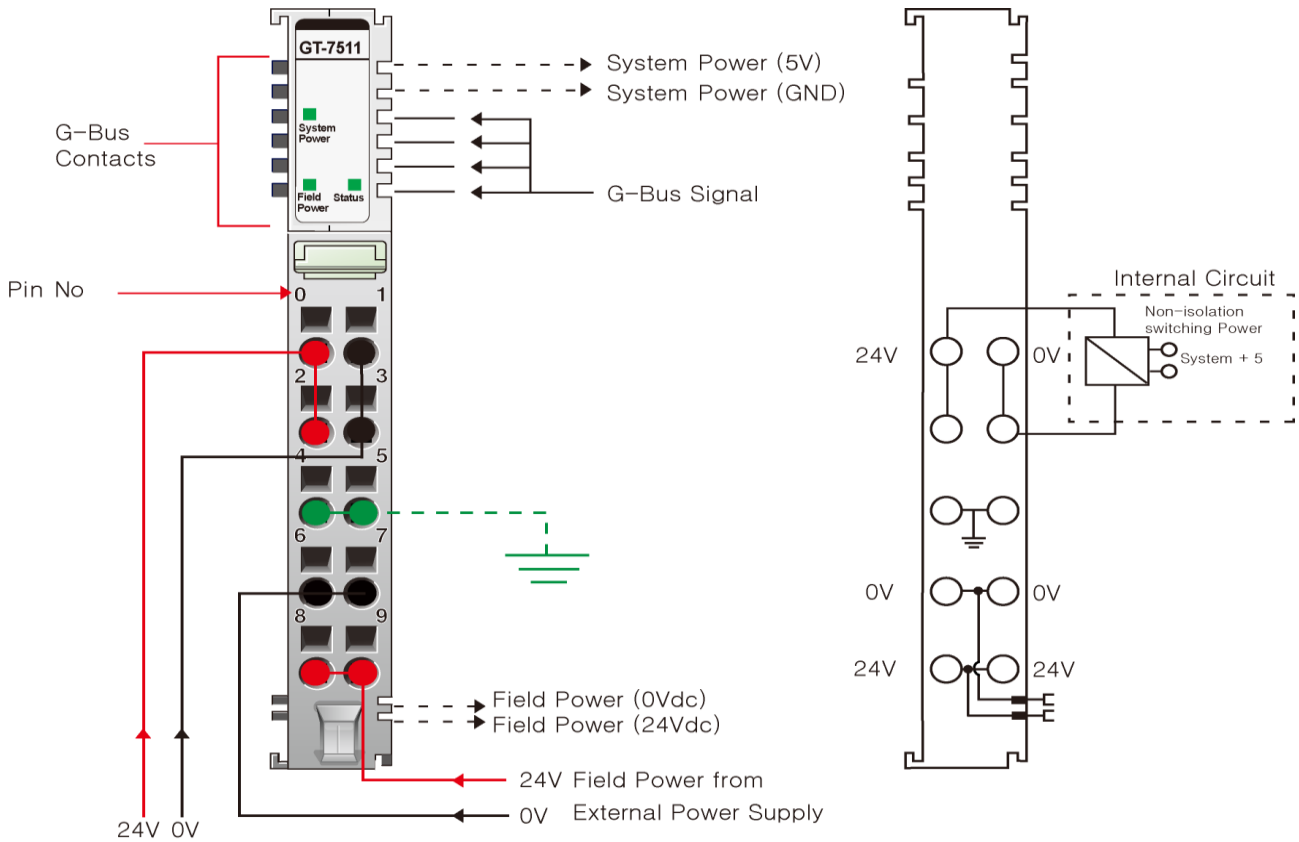 GT-7511
System Power (5V)
System Power (GND)
G-Bus
Contacts
System
Power
Field
Power
Status
G-Bus Signal
Pin No
0
1
2
3
4
5
6
7
8
9
Field Power (0Vdc)
Field Power (24Vdc)
24V Field Power from
0V External Power Supply
24V
0V
Internal Circuit
Non-isolation
switching Power
System + 5
24V
0V
0V
0V
24V
24V